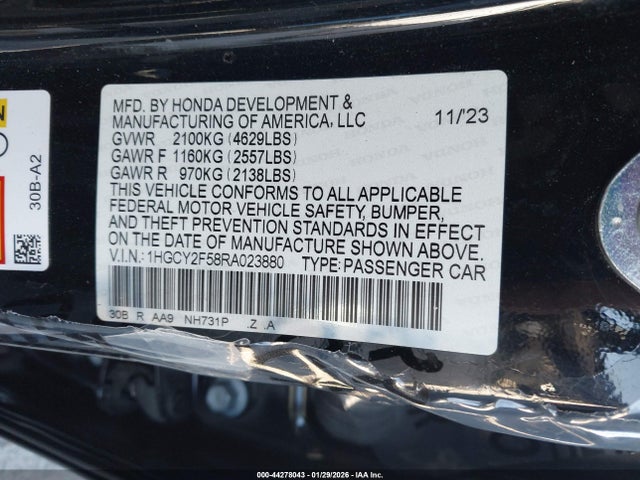 MFD. BY HONDA DEVELOPMENT &
MANUFACTURING OF AMERICA, LLC 11/'23
GVWR 2100KG (4629LBS)
GAWR F 1160KG (2557LBS)
GAWR R 970KG (2138LBS)
THIS VEHICLE CONFORMS TO ALL APPLICABLE
FEDERAL MOTOR VEHICLE SAFETY, BUMPER,
AND THEFT PREVENTION STANDARDS IN EFFECT
ON THE DATE OF MANUFACTURE SHOWN ABOVE.
V.I.N.: 1HGCY2F58RA023880 TYPE: PASSENGER CAR
30B R AA9 NH731P .Z .A
30B-A2
000-44278043 - 01/29/2026 - IAAI, Inc.